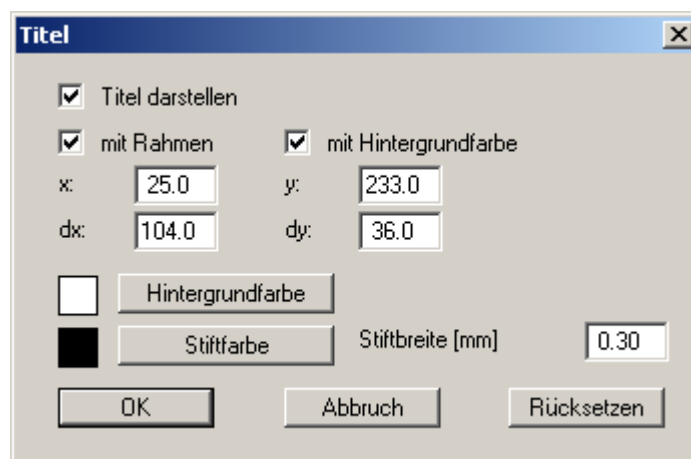 Titel
Titel darstellen
mit Rahmen mit Hintergrundfarbe
x: 25.0 y: 233.0
dx: 104.0 dy: 36.0
Hintergrundfarbe
Stiftfarbe Stiftbreite [mm] 0.30
OK Abbruch Rücksetzen